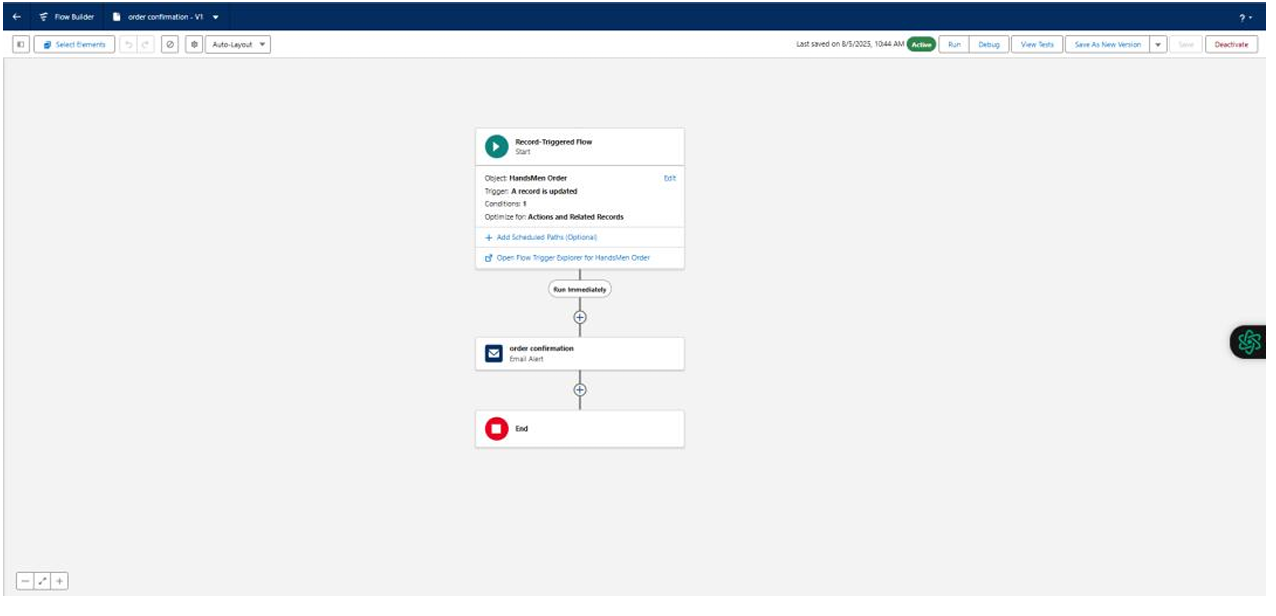 Flow Builder order confirmation - V1 ?
Select Elements Auto-Layout Last saved on 8/5/2025, 10:44 AM Active Run Debug View Tests Save As New Version Save Deactivate
Record-Triggered Flow
Start
Object: HandsMen Order Edit
Trigger: A record is updated
Conditions: 1
Optimize for: Actions and Related Records
+ Add Scheduled Paths (Optional)
Open Flow Trigger Explorer for HandsMen Order
Run Immediately
order confirmation
Email Alert
End